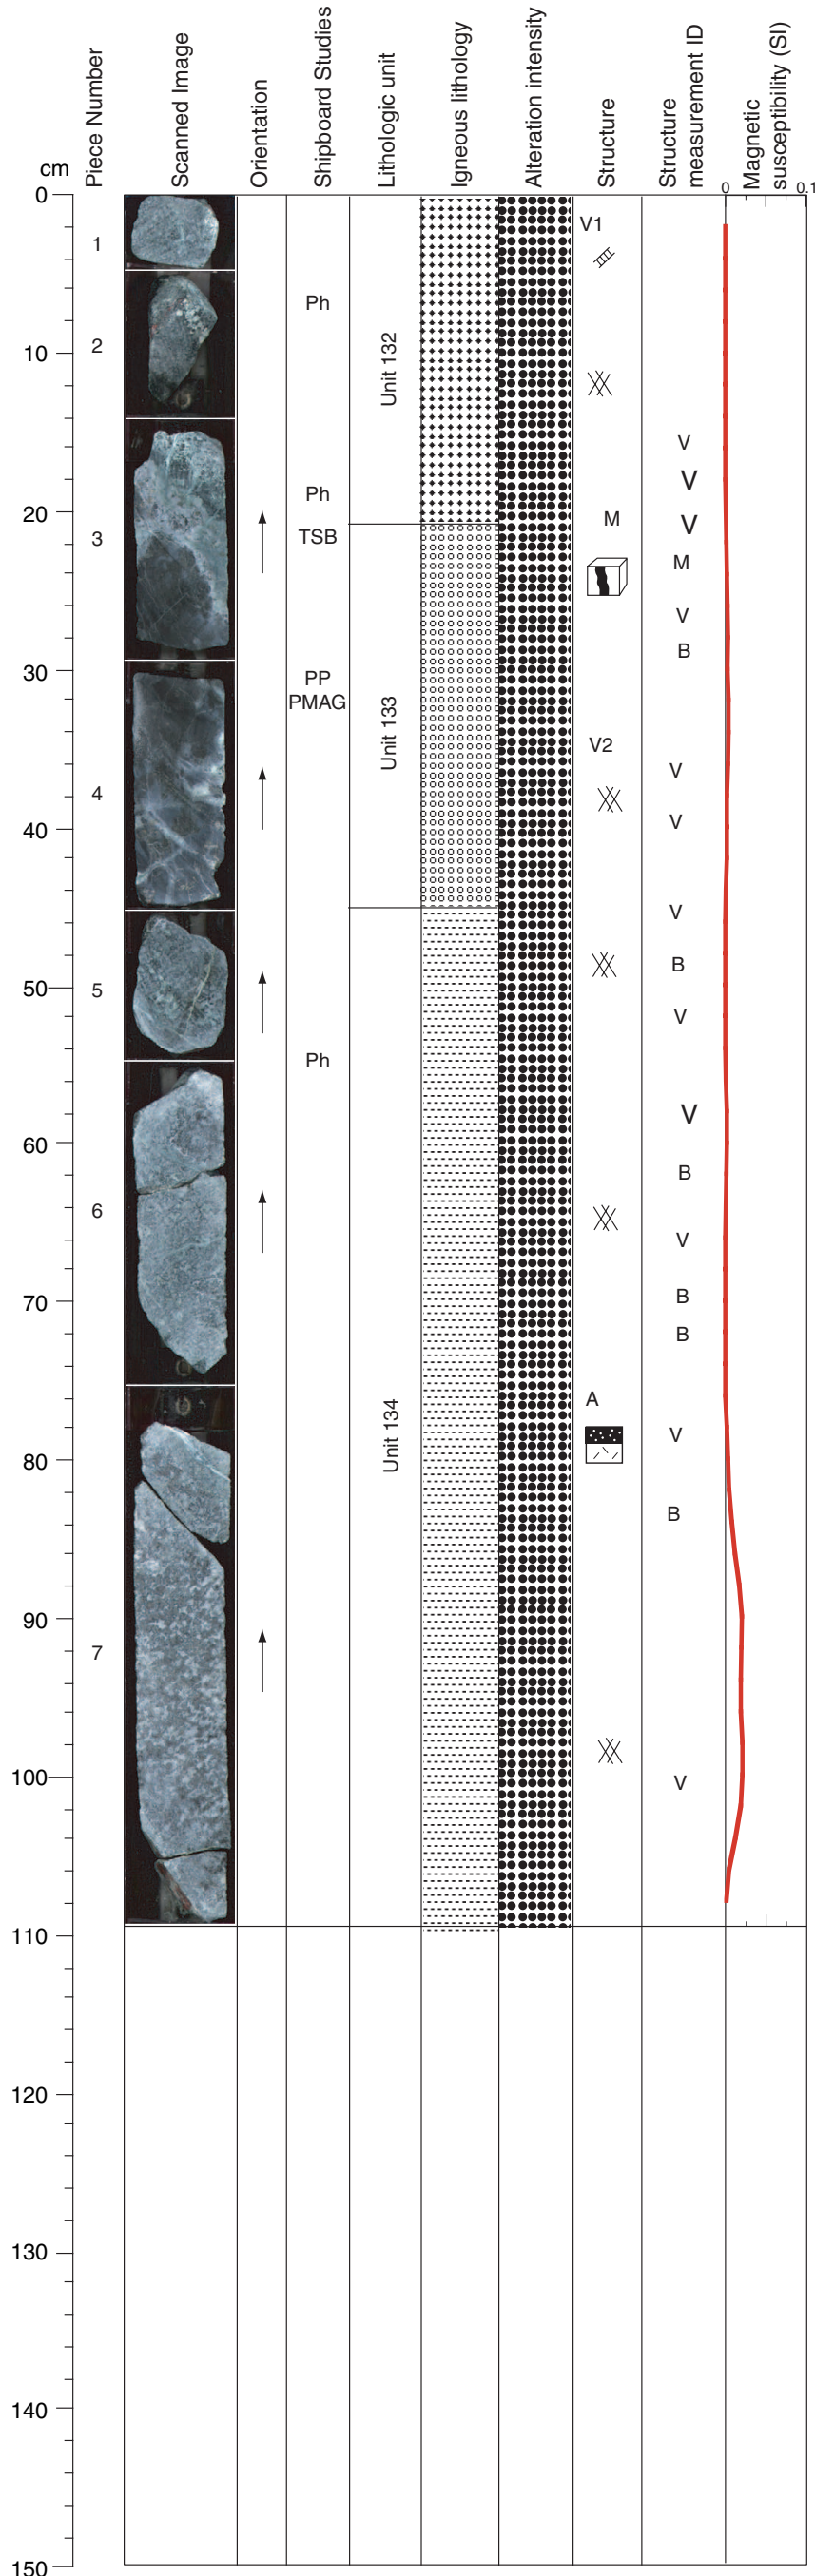 cm
Piece Number
Scanned Image
Orientation
Shipboard Studies
Lithologic unit
Igneous lithology
Alteration intensity
Structure
Structure
measurement ID
Magnetic
susceptibility (SI)
0 0.1
0
V1
1
Ph
2
10
Unit 132
V
V
Ph
20
M
V
3
TSB
M
V
B
30
PP
PMAG
Unit 133
V2
V
4
V
40
V
B
50
5
V
Ph
V
60
B
6
V
B
70
B
A
V
Unit 134
80
B
90
7
100
V
110
120
130
140
150